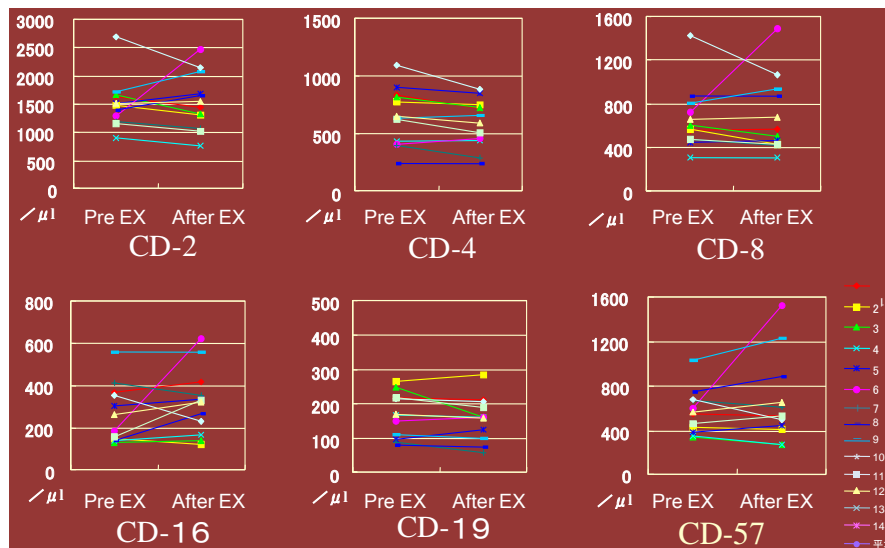 3000
2500
2000
1500
1000
500
0
／μl
Pre EX After EX
CD-2
1500
1000
500
0
／μl
Pre EX After EX
CD-4
1600
1200
800
400
0
／μl
Pre EX After EX
CD-8
800
600
400
200
0
／μl
Pre EX After EX
CD-16
500
400
300
200
100
0
／μl
Pre EX After EX
CD-19
1600
1200
800
400
0
／μl
Pre EX After EX
CD-57
1
2
3
4
5
6
7
8
9
10
11
12
13
14
平